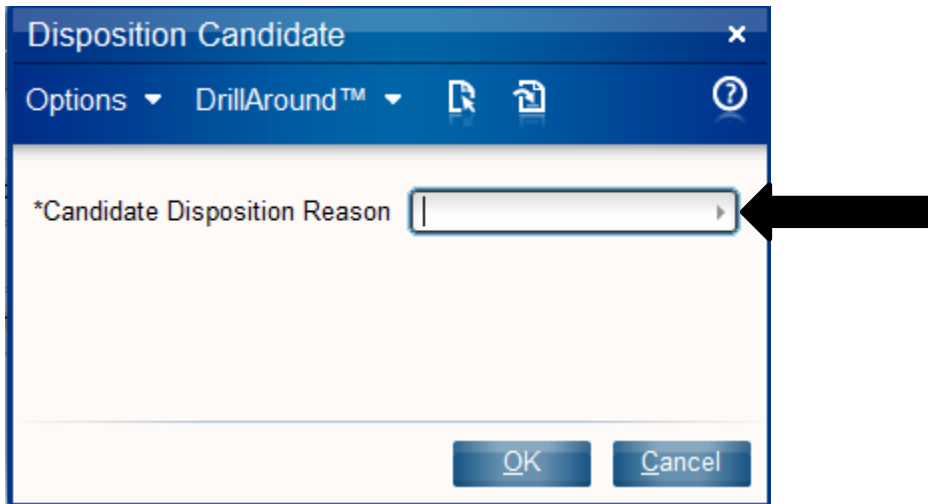 Disposition Candidate
Options DrillAround™
*Candidate Disposition Reason
OK Cancel